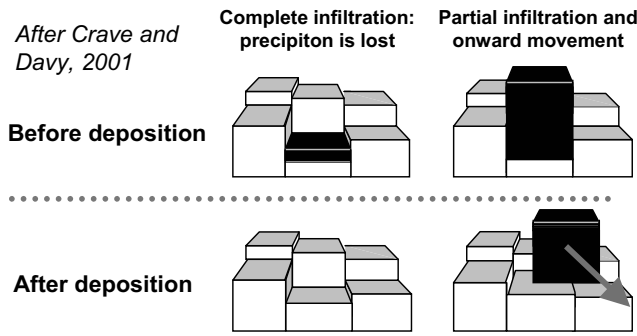 After Crave and
Davy, 2001
Complete infiltration:
precipiton is lost
Partial infiltration and
onward movement
Before deposition
After deposition